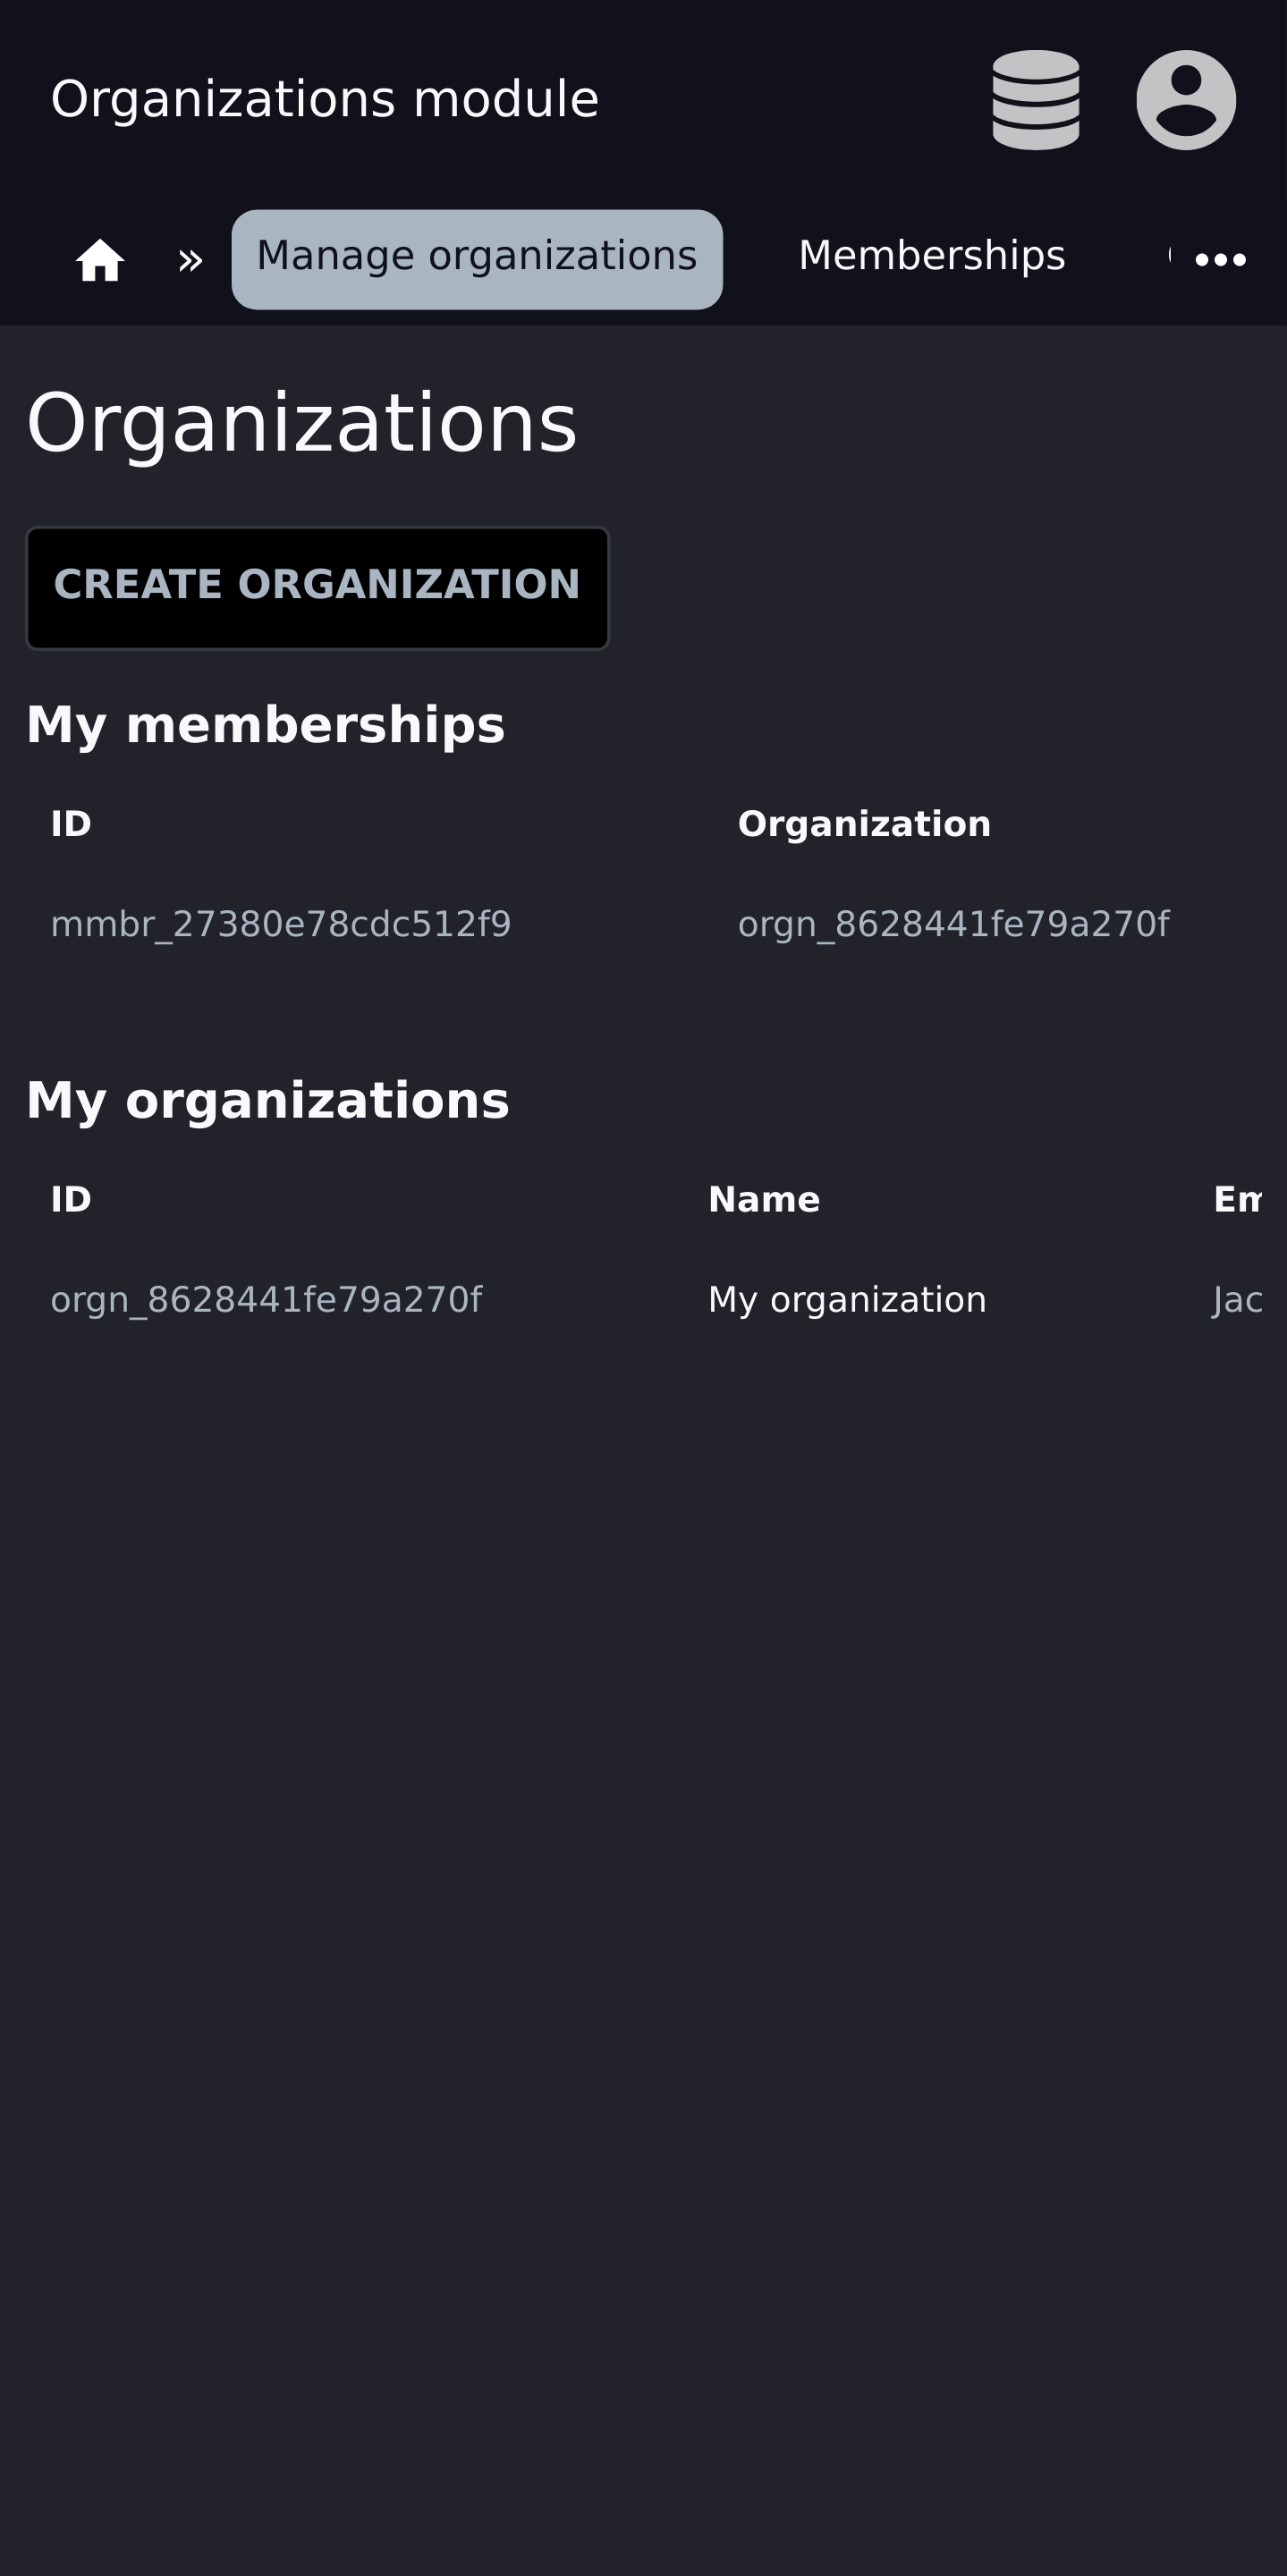 Organizations module
» Manage organizations Memberships
Organizations
CREATE ORGANIZATION
My memberships
ID Organization
mmbr_27380e78cdc512f9 orgn_8628441fe79a270f
My organizations
ID Name Em
orgn_8628441fe79a270f My organization Jac